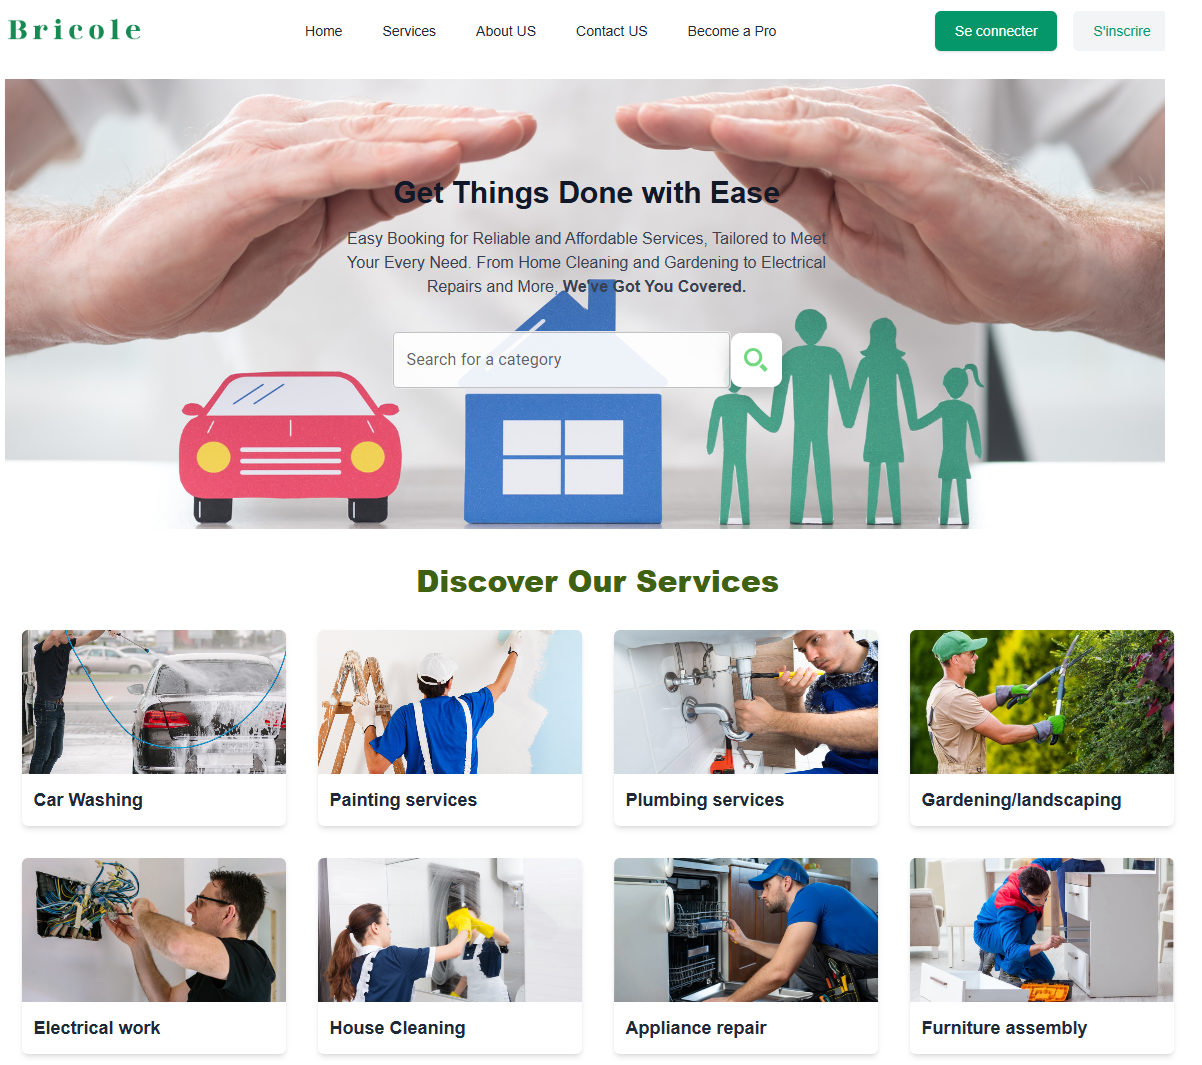 Bricole
Home
Services
About US
Contact US
Become a Pro
Se connecter
S'inscrire
Get Things Done with Ease
Easy Booking for Reliable and Affordable Services, Tailored to Meet
Your Every Need. From Home Cleaning and Gardening to Electrical
Repairs and More, We've Got You Covered.
Search for a category
Discover Our Services
Car Washing
Painting services
Plumbing services
Gardening/landscaping
Electrical work
House Cleaning
Appliance repair
Furniture assembly